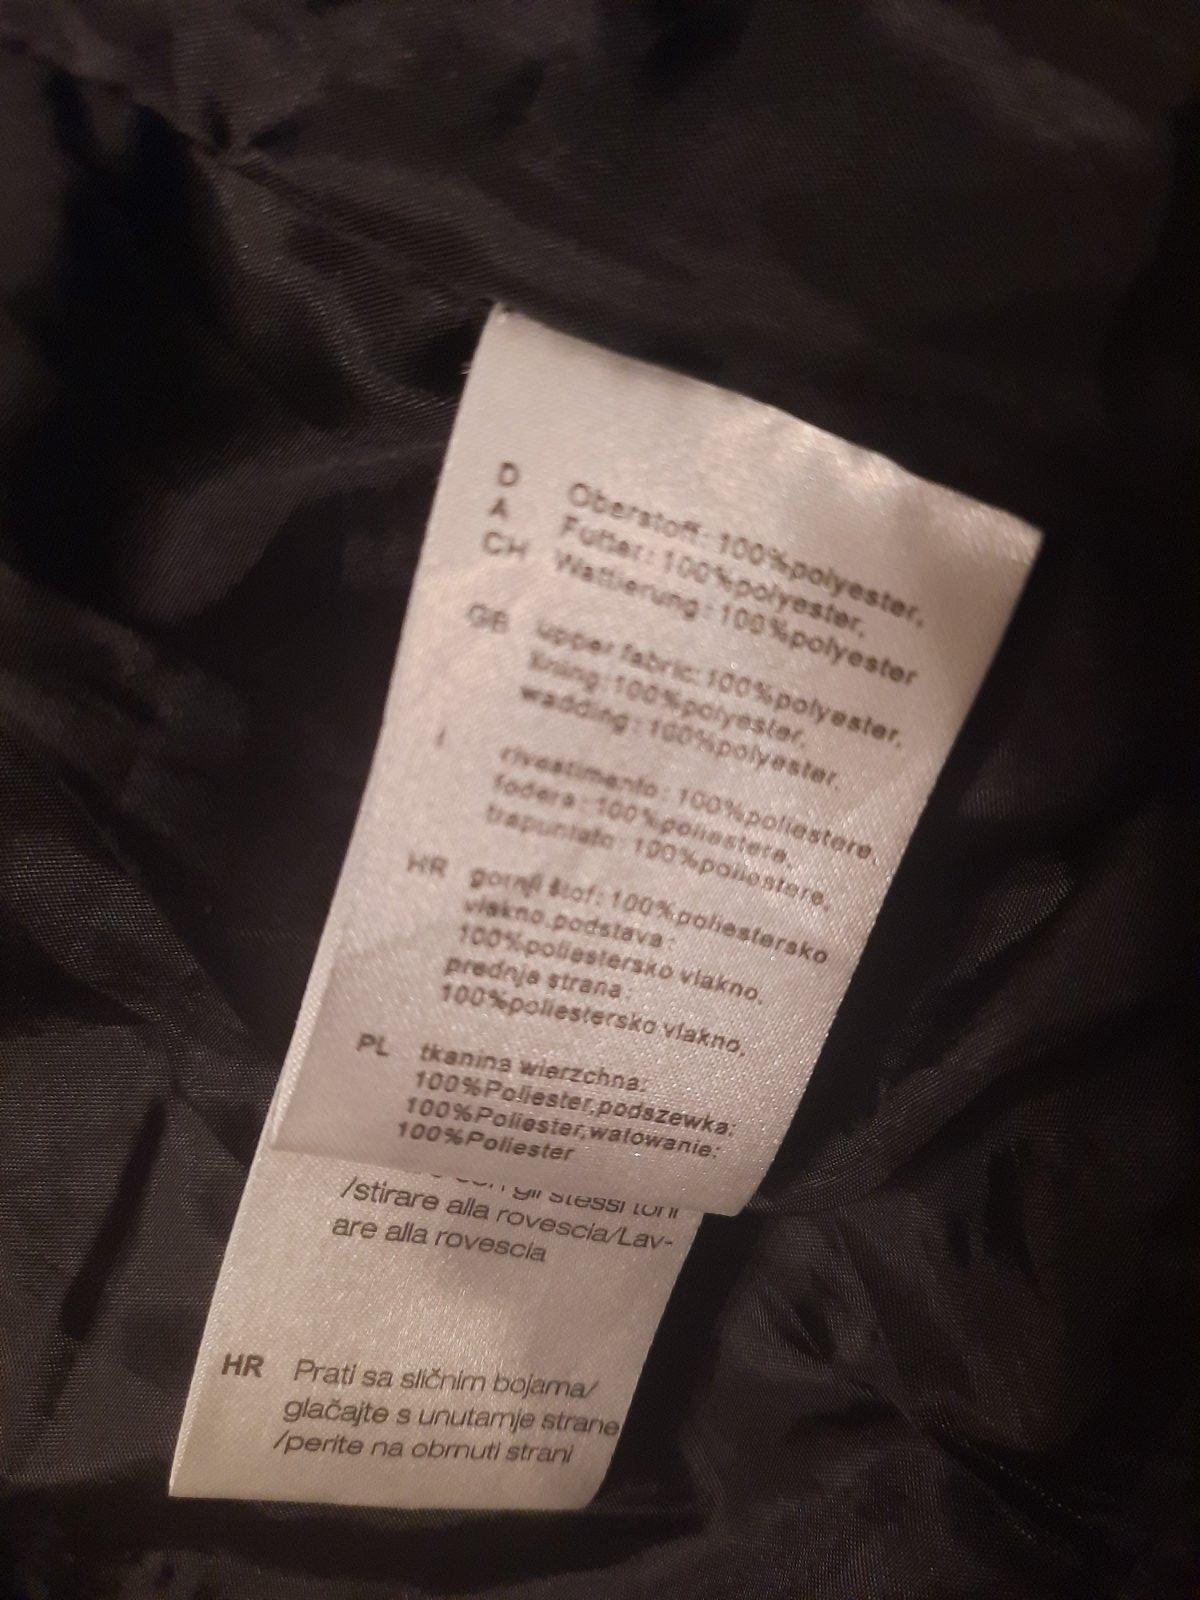 D Oberstoff: 100%polyester,
A Futter: 100%polyester,
CH Wattierung: 100%polyester
GB upper fabric: 100%polyester,
lining: 100%polyester,
wadding: 100%polyester.
I rivestimento: 100%poliestere,
fodera: 100%poliestere,
trapuntato: 100%poliestere,
HR gornji štof: 100%poliestersko
vlakno,podstava:
100%poliestersko vlakno,
prednja strana:
100%poliestersko vlakno,
PL tkanina wierzchna:
100%Poliester,podszewka:
100%Poliester,watowanie:
100%Poliester
gli stessi toni
/stirare alla rovescia/Lav-
are alla rovescia
HR Prati sa sličnim bojama/
glačajte s unutarnje strane
/perite na obrnuti strani